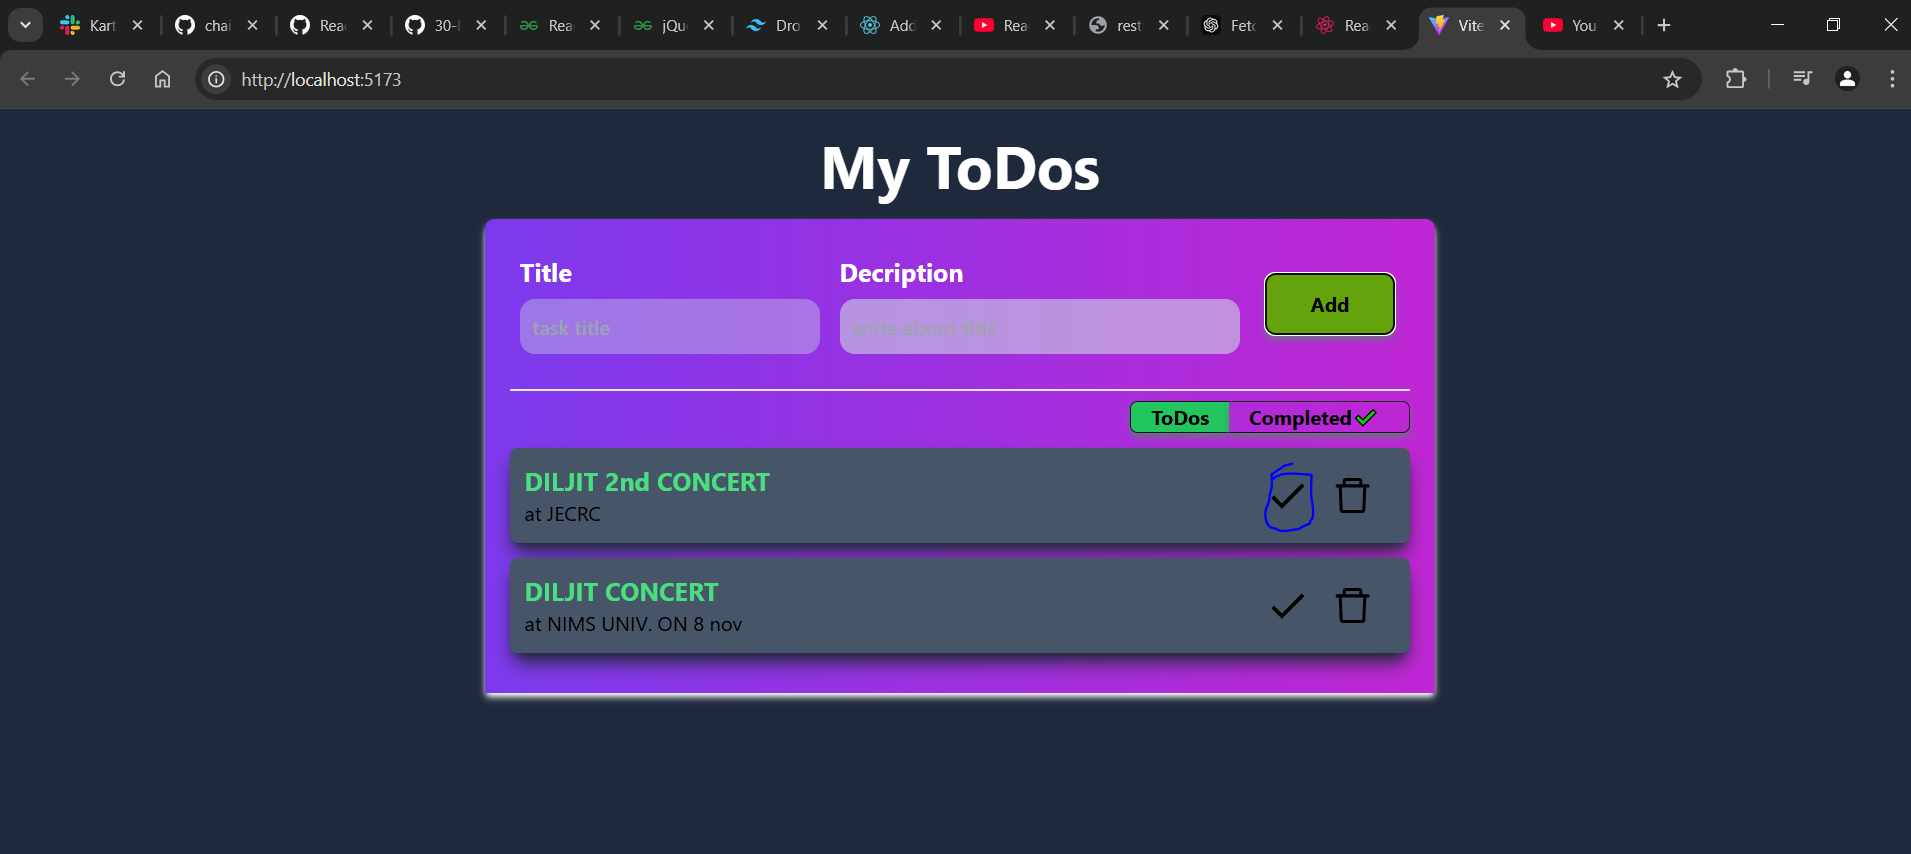 Kart
chai
Rea
30-
Rea
jQu
Dro
Add
Rea
rest
Fetc
Rea
Vite
You
http://localhost:5173
My ToDos
Title
Decription
task title
write about title
Add
ToDos
Completed
DILJIT 2nd CONCERT
at JECRC
DILJIT CONCERT
at NIMS UNIV. ON 8 nov